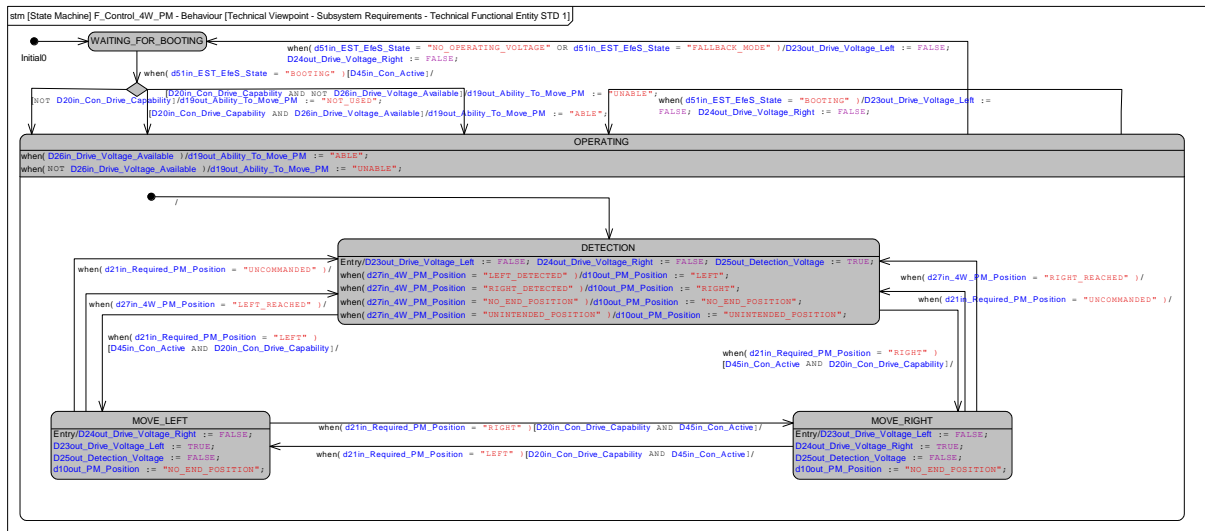 stm [State Machine] F_Control_4W_PM - Behaviour [Technical Viewpoint - Subsystem Requirements - Technical Functional Entity STD 1]
Initial0
WAITING_FOR_BOOTING
when( d51in_EST_EfeS_State = "NO_OPERATING_VOLTAGE" OR d51in_EST_EfeS_State = "FALLBACK_MODE" )/D23out_Drive_Voltage_Left := FALSE;
D24out_Drive_Voltage_Right := FALSE;
when( d51in_EST_EfeS_State = "BOOTING" )[D45in_Con_Active]/
[D20in_Con_Drive_Capability AND NOT D26in_Drive_Voltage_Available]/d19out_Ability_To_Move_PM := "UNABLE";
[NOT D20in_Con_Drive_Capability]/d19out_Ability_To_Move_PM := "NOT_USED";
[D20in_Con_Drive_Capability AND D26in_Drive_Voltage_Available]/d19out_Ability_To_Move_PM := "ABLE";
when( d51in_EST_EfeS_State = "BOOTING" )/D23out_Drive_Voltage_Left :=
FALSE; D24out_Drive_Voltage_Right := FALSE;
OPERATING
when( D26in_Drive_Voltage_Available )/d19out_Ability_To_Move_PM := "ABLE";
when( NOT D26in_Drive_Voltage_Available )/d19out_Ability_To_Move_PM := "UNABLE";
/
DETECTION
Entry/D23out_Drive_Voltage_Left := FALSE; D24out_Drive_Voltage_Right := FALSE; D25out_Detection_Voltage := TRUE;
when( d27in_4W_PM_Position = "LEFT_DETECTED" )/d10out_PM_Position := "LEFT";
when( d27in_4W_PM_Position = "RIGHT_DETECTED" )/d10out_PM_Position := "RIGHT";
when( d27in_4W_PM_Position = "NO_END_POSITION" )/d10out_PM_Position := "NO_END_POSITION";
when( d27in_4W_PM_Position = "UNINTENDED_POSITION" )/d10out_PM_Position := "UNINTENDED_POSITION";
when( d21in_Required_PM_Position = "UNCOMMANDED" )/
when( d27in_4W_PM_Position = "LEFT_REACHED" )/
when( d27in_4W_PM_Position = "RIGHT_REACHED" )/
when( d21in_Required_PM_Position = "UNCOMMANDED" )/
when( d21in_Required_PM_Position = "LEFT" )
[D45in_Con_Active AND D20in_Con_Drive_Capability]/
when( d21in_Required_PM_Position = "RIGHT" )
[D45in_Con_Active AND D20in_Con_Drive_Capability]/
MOVE_LEFT
Entry/D24out_Drive_Voltage_Right := FALSE;
D23out_Drive_Voltage_Left := TRUE;
D25out_Detection_Voltage := FALSE;
d10out_PM_Position := "NO_END_POSITION";
when( d21in_Required_PM_Position = "RIGHT" )[D20in_Con_Drive_Capability AND D45in_Con_Active]/
when( d21in_Required_PM_Position = "LEFT" )[D20in_Con_Drive_Capability AND D45in_Con_Active]/
MOVE_RIGHT
Entry/D23out_Drive_Voltage_Left := FALSE;
D24out_Drive_Voltage_Right := TRUE;
D25out_Detection_Voltage := FALSE;
d10out_PM_Position := "NO_END_POSITION";